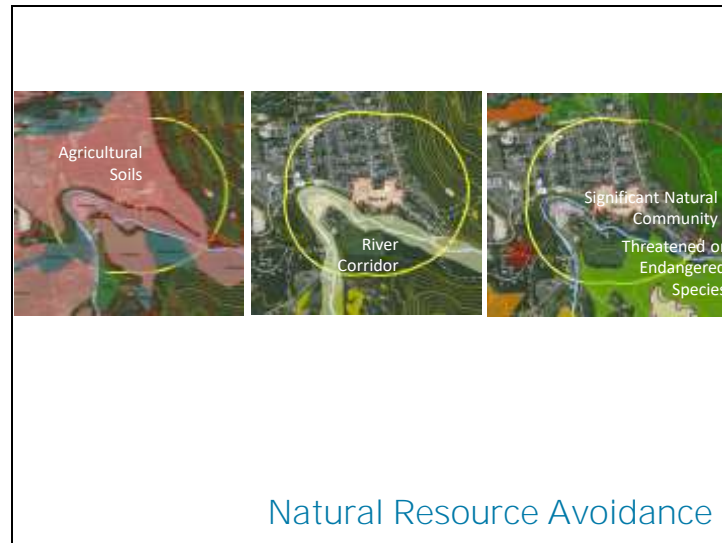 Agricultural
Soils
River
Corridor
Significant Natural
Community
Threatened or
Endangered
Species
Natural Resource Avoidance